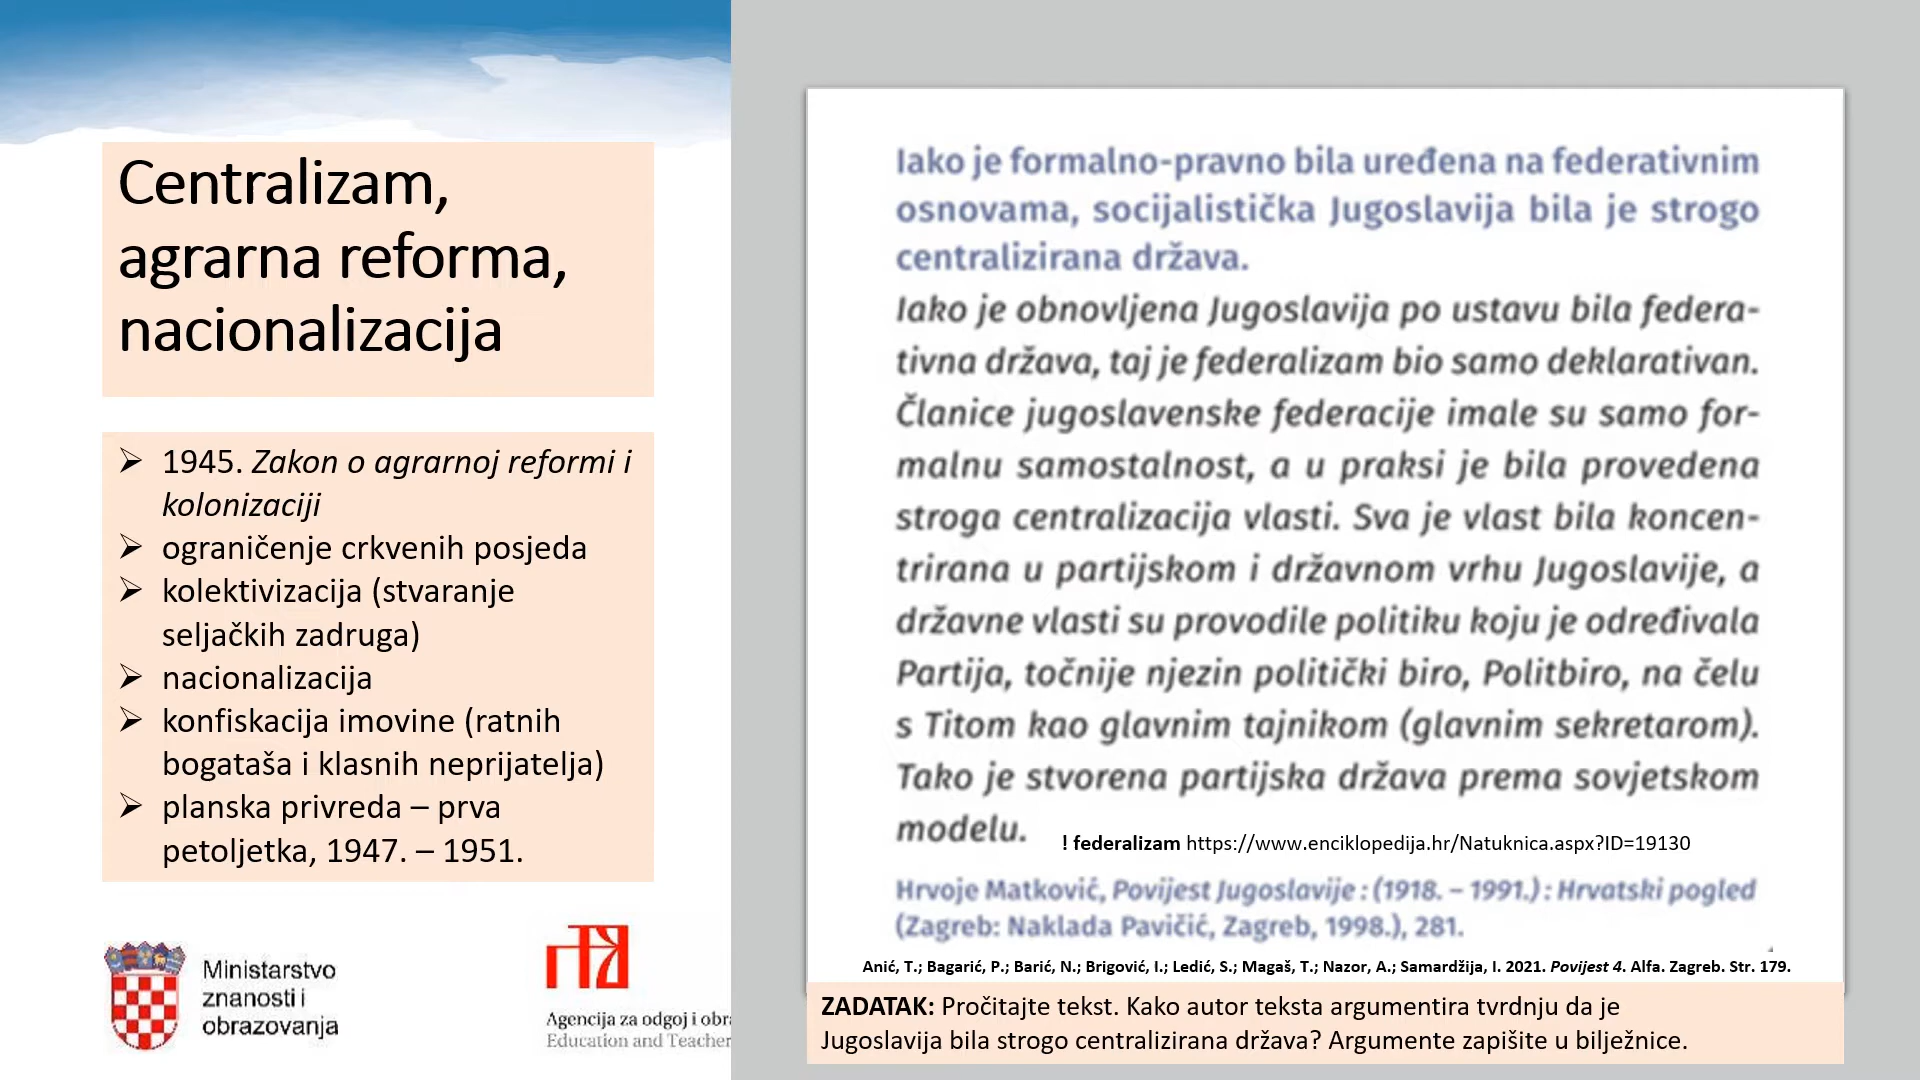 Centralizam,
agrarna reforma,
nacionalizacija
➢ 1945. Zakon o agrarnoj reformi i
kolonizaciji
➢ ograničenje crkvenih posjeda
➢ kolektivizacija (stvaranje
seljačkih zadruga)
➢ nacionalizacija
➢ konfiskacija imovine (ratnih
bogataša i klasnih neprijatelja)
➢ planska privreda – prva
petoljetka, 1947. – 1951.
Ministarstvo
znanosti i
obrazovanja
Agencija za odgoj i obr
Education and Teacher
Iako je formalno-pravno bila uređena na federativnim
osnovama, socijalistička Jugoslavija bila je strogo
centralizirana država.
Iako je obnovljena Jugoslavija po ustavu bila federa-
tivna država, taj je federalizam bio samo deklarativan.
Članice jugoslavenske federacije imale su samo for-
malnu samostalnost, a u praksi je bila provedena
stroga centralizacija vlasti. Sva je vlast bila koncen-
trirana u partijskom i državnom vrhu Jugoslavije, a
državne vlasti su provodile politiku koju je određivala
Partija, točnije njezin politički biro, Politbiro, na čelu
s Titom kao glavnim tajnikom (glavnim sekretarom).
Tako je stvorena partijska država prema sovjetskom
modelu.
! federalizam https://www.enciklopedija.hr/Natuknica.aspx?ID=19130
Hrvoje Matković, Povijest Jugoslavije : (1918. – 1991.) : Hrvatski pogled
(Zagreb: Naklada Pavičić, Zagreb, 1998.), 281.
Anić, T.; Bagarić, P.; Barić, N.; Brigović, I.; Ledić, S.; Magaš, T.; Nazor, A.; Samardžija, I. 2021. Povijest 4. Alfa. Zagreb. Str. 179.
ZADATAK: Pročitajte tekst. Kako autor teksta argumentira tvrdnju da je
Jugoslavija bila strogo centralizirana država? Argumente zapišite u bilježnice.